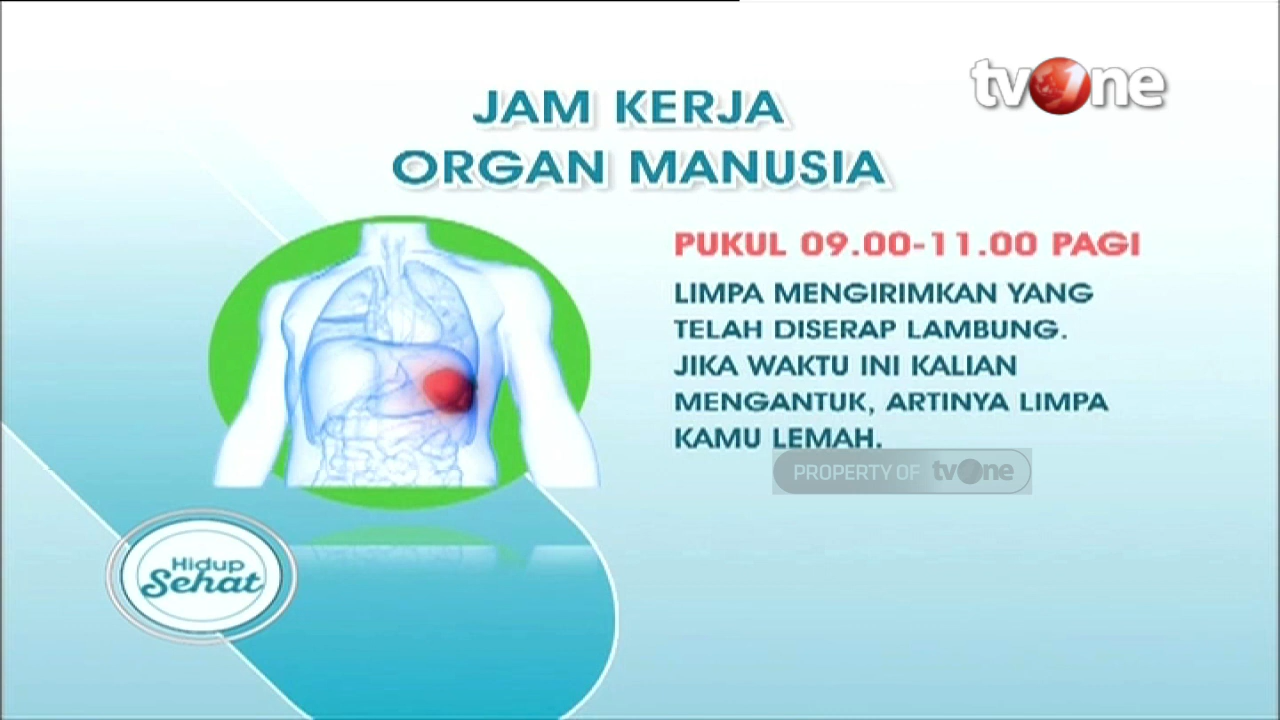 tvOne
JAM KERJA
ORGAN MANUSIA
PUKUL 09.00-11.00 PAGI
LIMPA MENGIRIMKAN YANG
TELAH DISERAP LAMBUNG.
JIKA WAKTU INI KALIAN
MENGANTUK, ARTINYA LIMPA
KAMU LEMAH.
PROPERTY OF tvOne
Hidup
Sehat